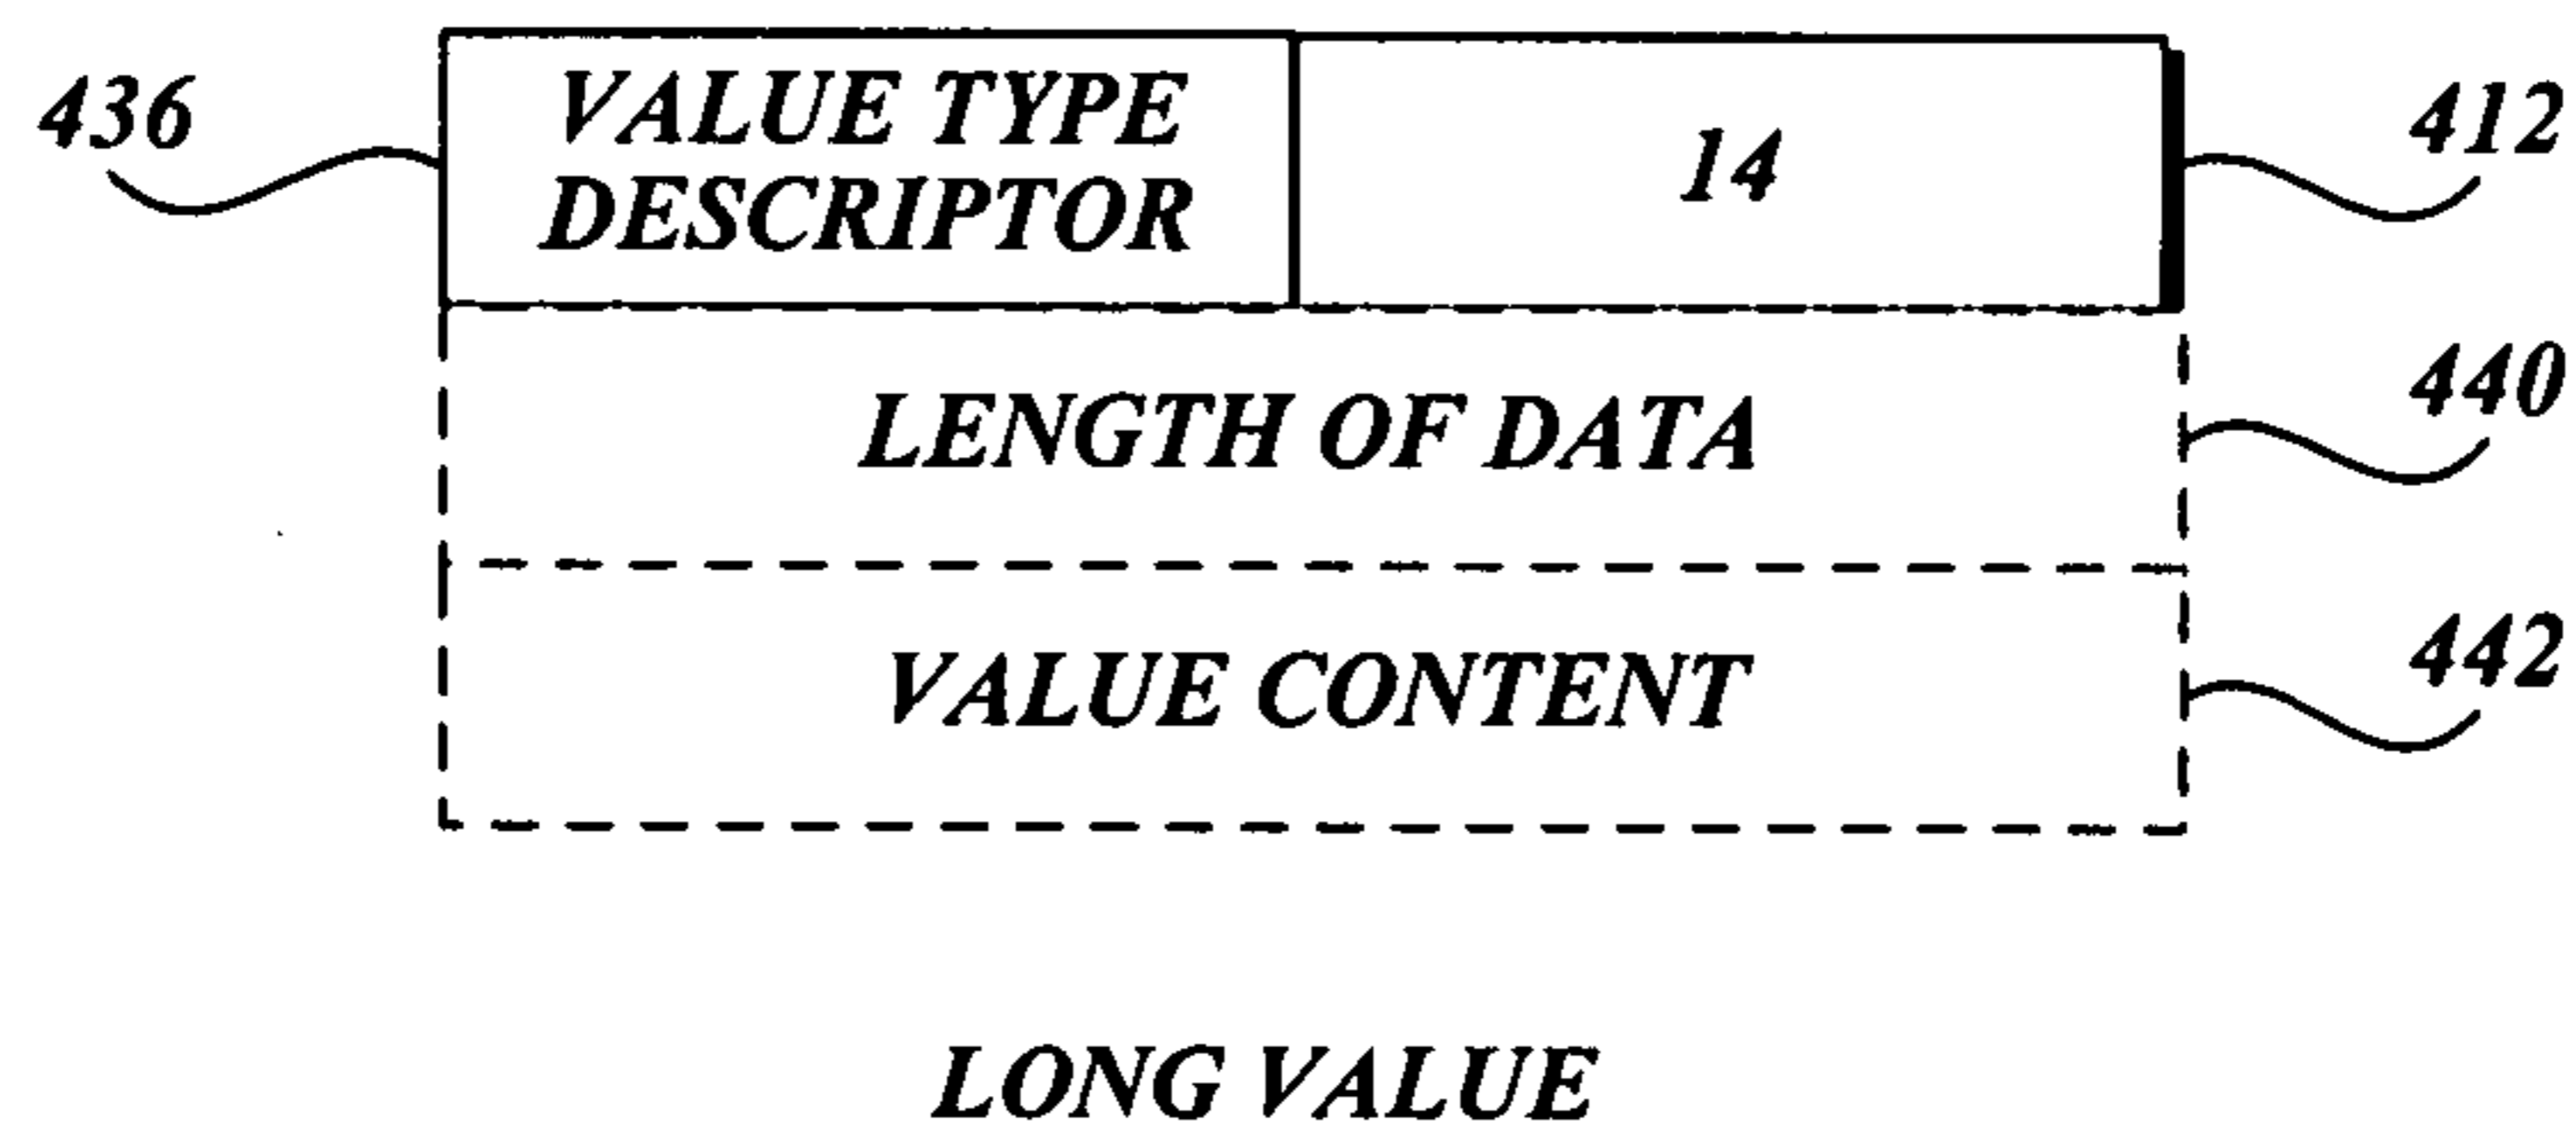 436
VALUE TYPE
DESCRIPTOR
14
412
LENGTH OF DATA
440
VALUE CONTENT
442
LONG VALUE